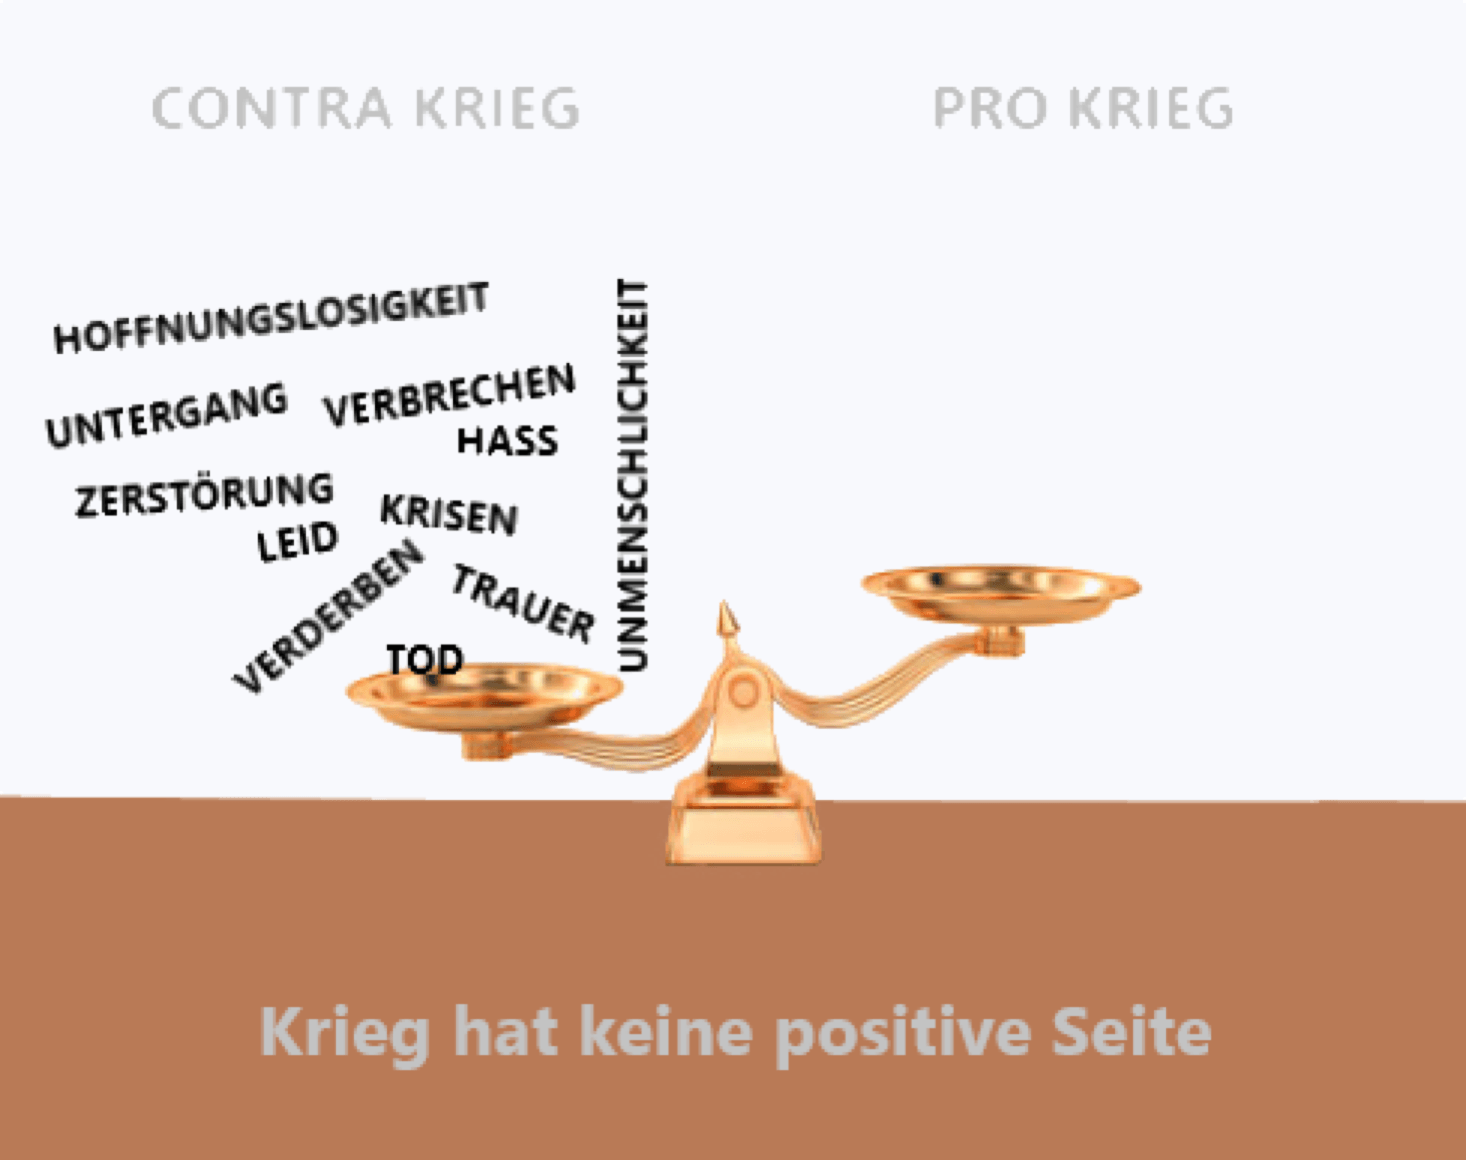 CONTRA KRIEG
PRO KRIEG
HOFFNUNGSLOSIGKEIT
UNMENSCHLICHKEIT
UNTERGANG
VERBRECHEN
HASS
ZERSTÖRUNG
KRISEN
LEID
VERDERBEN
TRAUER
TOD
Krieg hat keine positive Seite